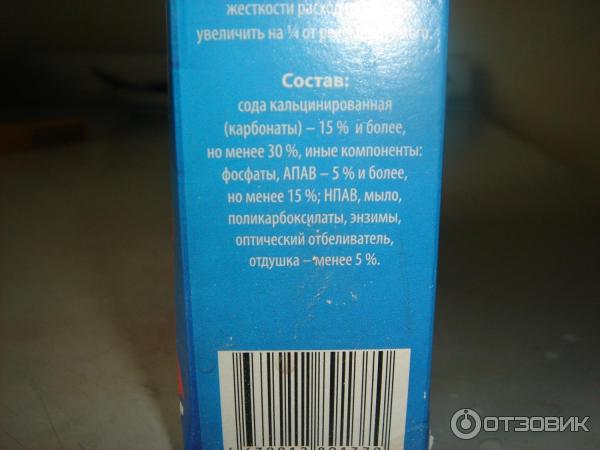 жесткости
увеличить на ¼ от
Состав:
сода кальцинированная
(карбонаты) – 15 % и более,
но менее 30 %, иные компоненты:
фосфаты, АПАВ – 5 % и более,
но менее 15 %; НПАВ, мыло,
поликарбоксилаты, энзимы,
оптический отбеливатель,
отдушка – менее 5 %.
ОТЗОВИК